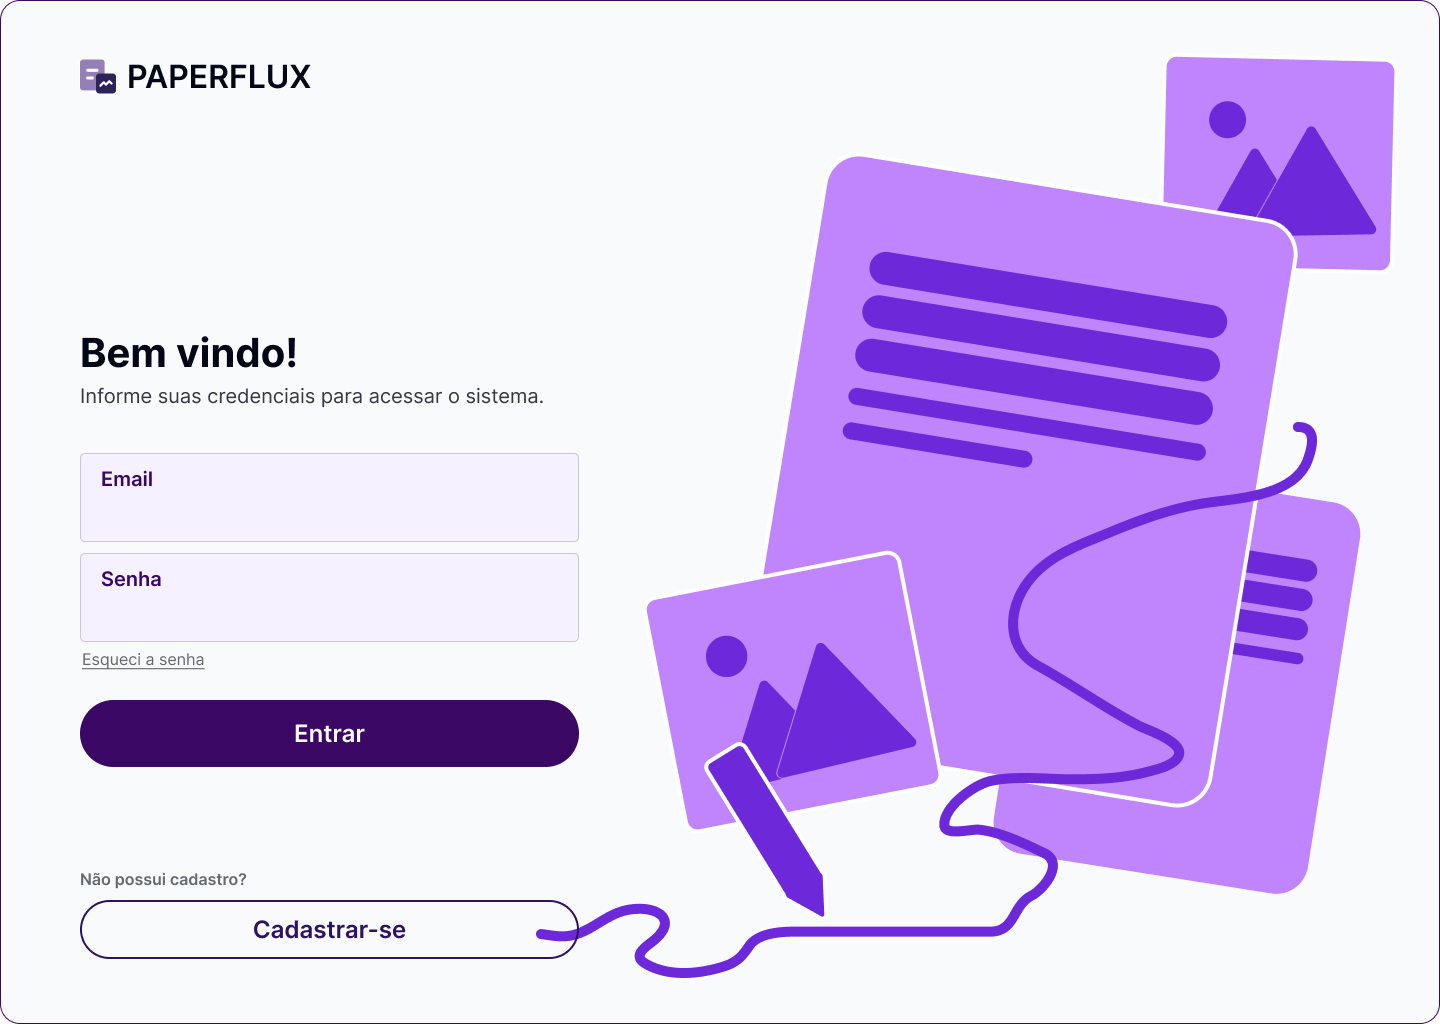 PAPERFLUX
Bem vindo!
Informe suas credenciais para acessar o sistema.
Email
Senha
Esqueci a senha
Entrar
Não possui cadastro?
Cadastrar-se